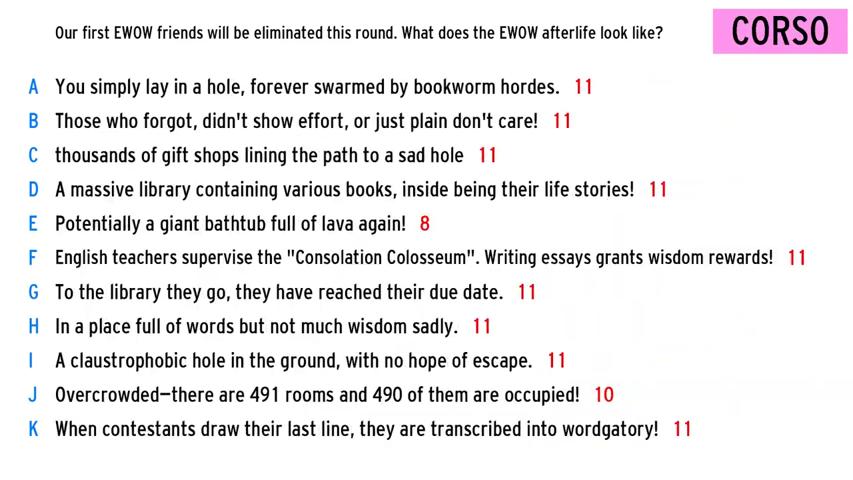 Our first EWOW friends will be eliminated this round. What does the EWOW afterlife look like?
CORSO
A You simply lay in a hole, forever swarmed by bookworm hordes. 11
B Those who forgot, didn't show effort, or just plain don't care! 11
C thousands of gift shops lining the path to a sad hole 11
D A massive library containing various books, inside being their life stories! 11
E Potentially a giant bathtub full of lava again! 8
F English teachers supervise the "Consolation Colosseum". Writing essays grants wisdom rewards! 11
G To the library they go, they have reached their due date. 11
H In a place full of words but not much wisdom sadly. 11
I A claustrophobic hole in the ground, with no hope of escape. 11
J Overcrowded—there are 491 rooms and 490 of them are occupied! 10
K When contestants draw their last line, they are transcribed into wordgatory! 11